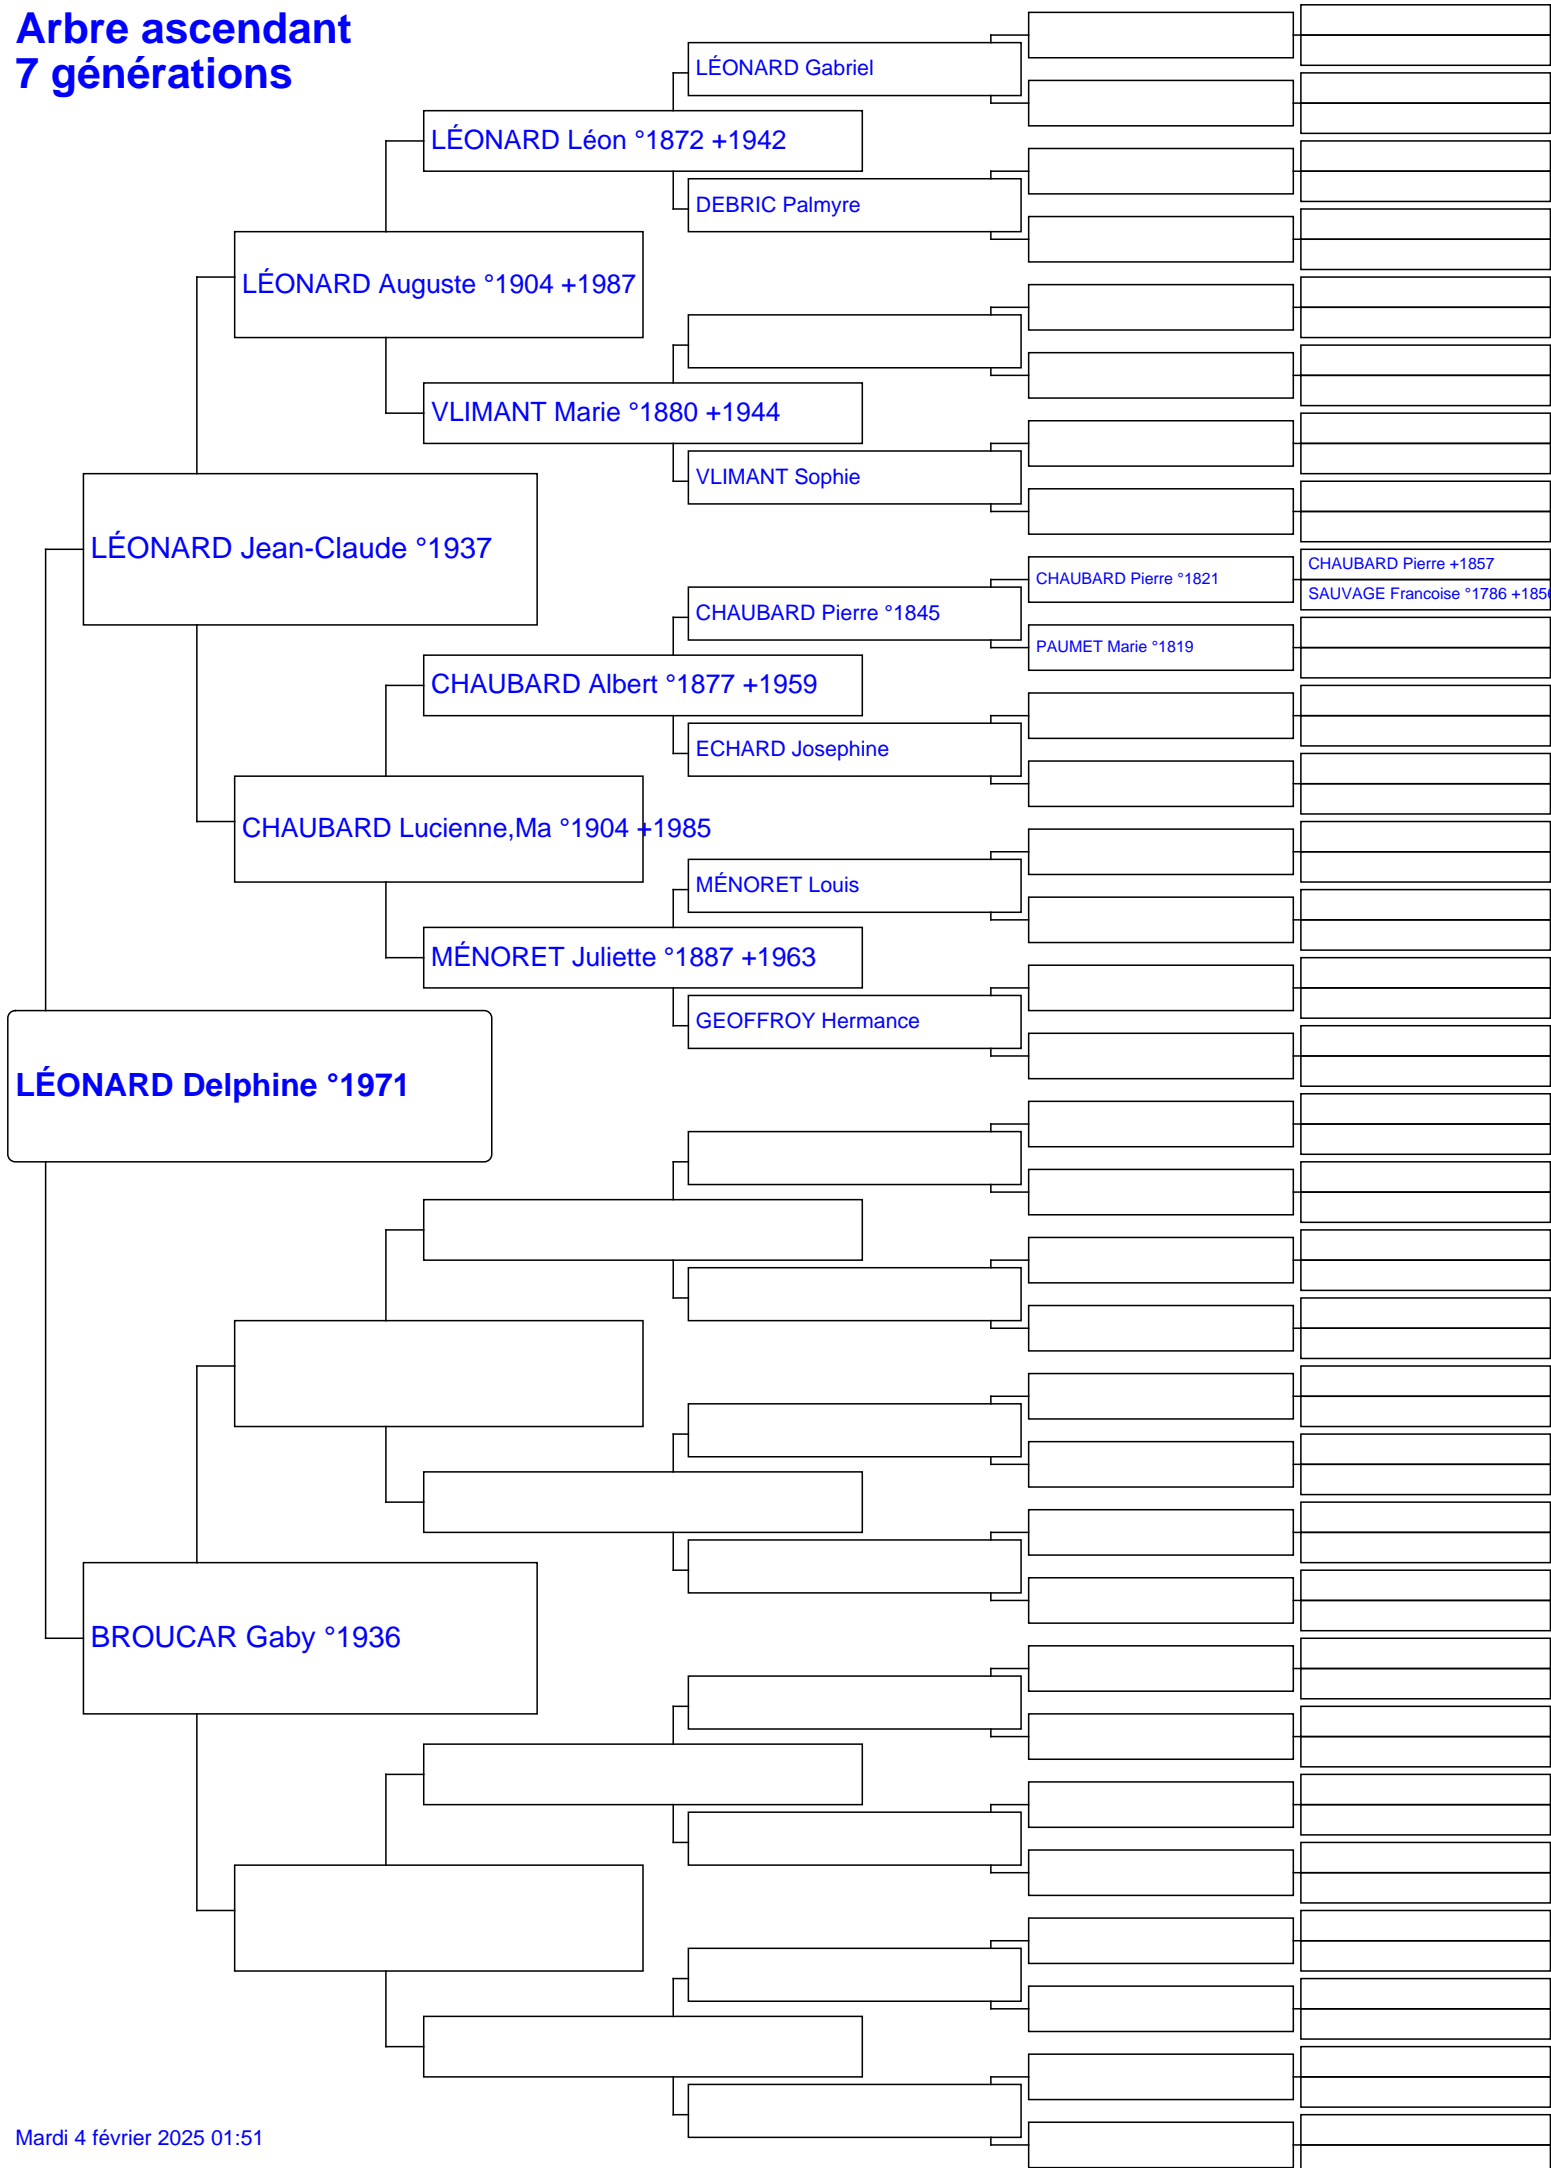 Arbre ascendant
7 générations
LÉONARD Gabriel
LÉONARD Léon °1872 +1942
DEBRIC Palmyre
LÉONARD Auguste °1904 +1987
VLIMANT Marie °1880 +1944
VLIMANT Sophie
LÉONARD Jean-Claude °1937
CHAUBARD Pierre +1857
CHAUBARD Pierre °1821
SAUVAGE Francoise °1786
CHAUBARD Pierre °1845
PAUMET Marie °1819
CHAUBARD Albert °1877 +1959
ECHARD Josephine
CHAUBARD Lucienne,Ma °1904 +1985
MÉNORET Louis
MÉNORET Juliette °1887 +1963
GEOFFROY Hermance
LÉONARD Delphine °1971
BROUCAR Gaby °1936
Mardi 4 février 2025 01:51